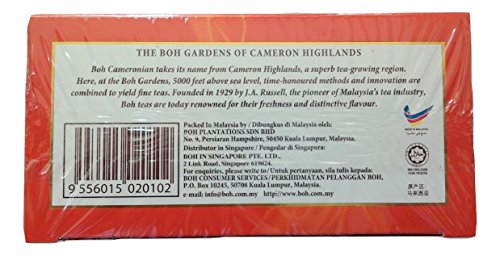 THE BOH GARDENS OF CAMERON HIGHLANDS
Boh Cameronian takes its name from Cameron Highlands, a superb tea-growing region.
Here, at the Boh Gardens, 5000 feet above sea level, time-honoured methods and innovation are
combined to yield fine teas. Founded in 1929 by J.A. Russell, the pioneer of Malaysia's tea industry,
Boh teas are today renowned for their freshness and distinctive flavour.
Packed In Malaysia by / Dibungkus di Malaysia oleh:
BOH PLANTATIONS SDN BHD
No. 9, Persiaran Hampshire, 50450 Kuala Lumpur, Malaysia.
Distributor in Singapore / Pengedar di Singapore:
BOH IN SINGAPORE PTE. LTD.,
2 Link Road, Singapore 619024.
For enquiries, please write to / Untuk pertanyaan, sila tulis kepada:
BOH CONSUMER SERVICES / PERKHIDMATAN PELANGGAN BOH,
P.O. Box 10245, 50708 Kuala Lumpur, Malaysia.
e-mail: info@boh.com.my http://www.boh.com.my
9 556015 020102
MADE IN MALAYSIA
原产区
马来西亚